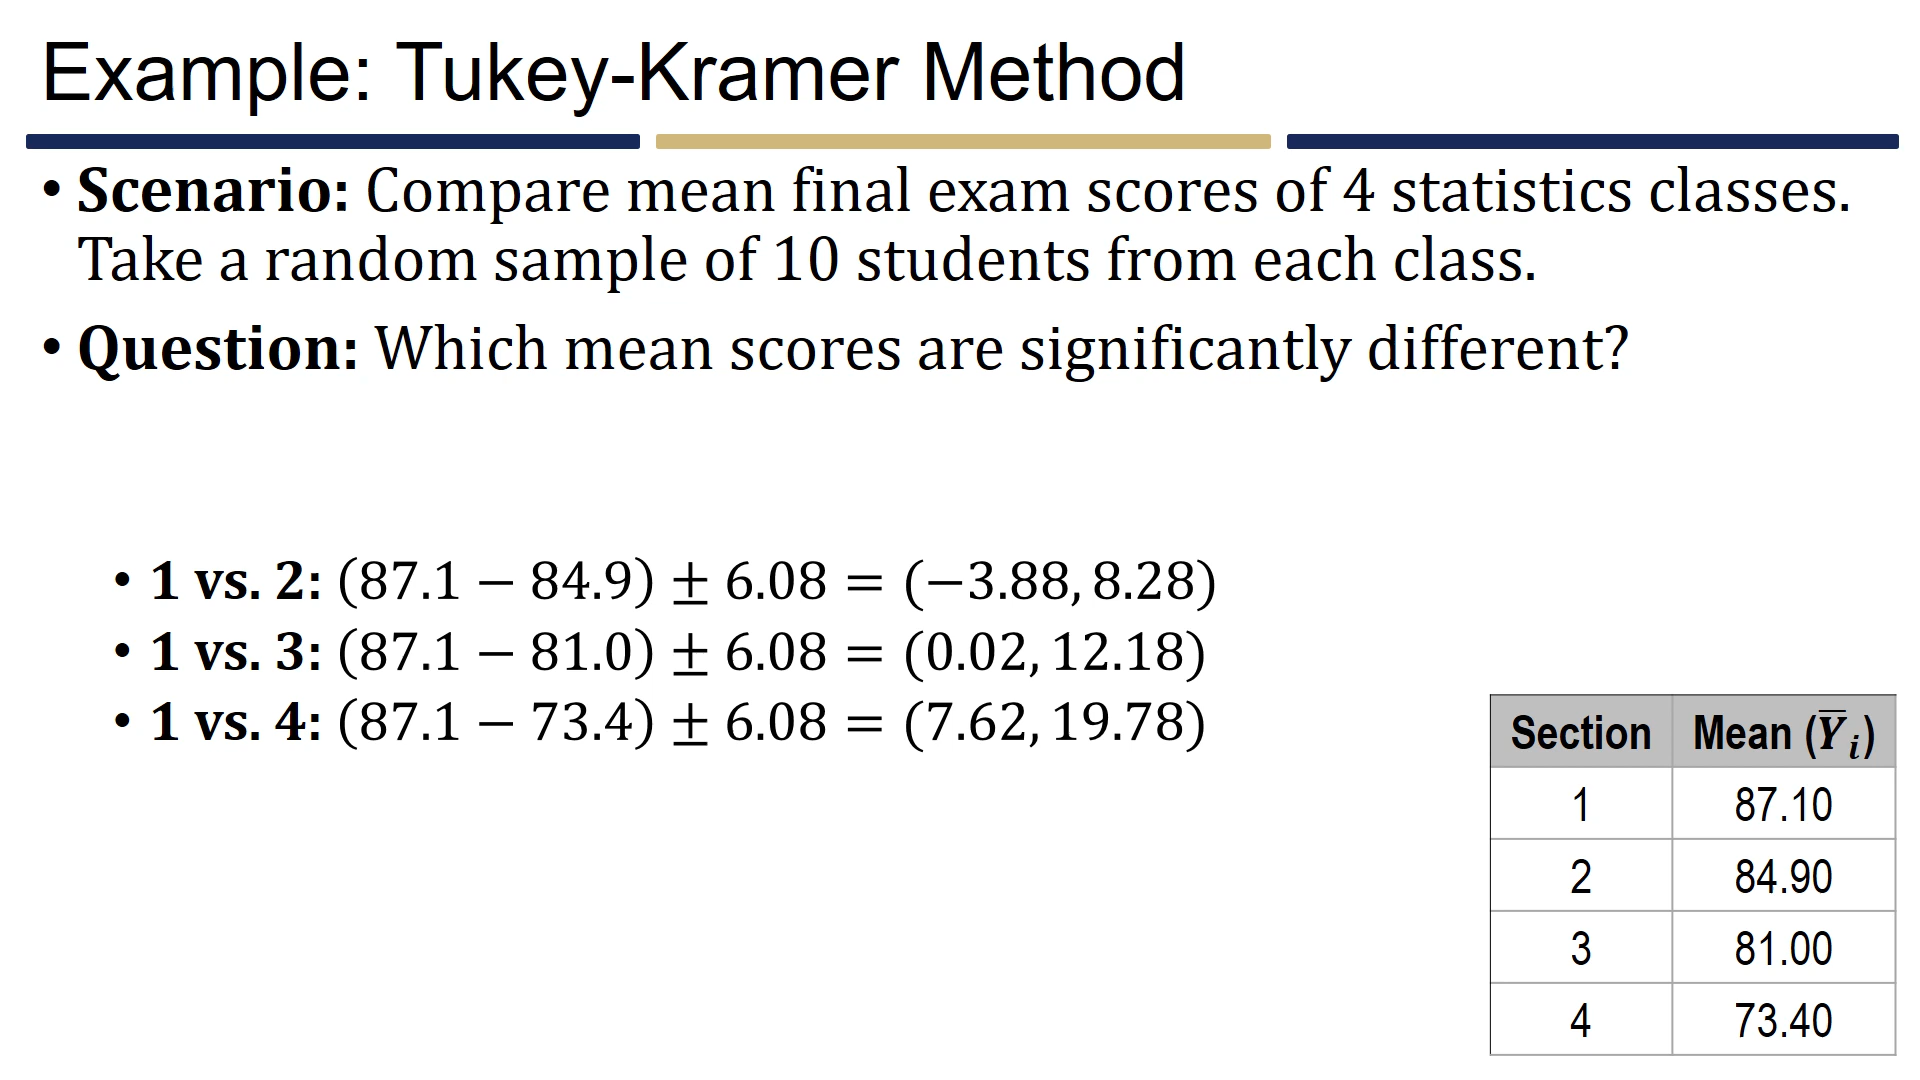 Example: Tukey-Kramer Method
• Scenario: Compare mean final exam scores of 4 statistics classes.
Take a random sample of 10 students from each class.
• Question: Which mean scores are significantly different?
• 1 vs. 2: (87.1 − 84.9) ± 6.08 = (−3.88, 8.28)
• 1 vs. 3: (87.1 − 81.0) ± 6.08 = (0.02, 12.18)
• 1 vs. 4: (87.1 − 73.4) ± 6.08 = (7.62, 19.78)
Section Mean (Y̅ᵢ)
1 87.10
2 84.90
3 81.00
4 73.40